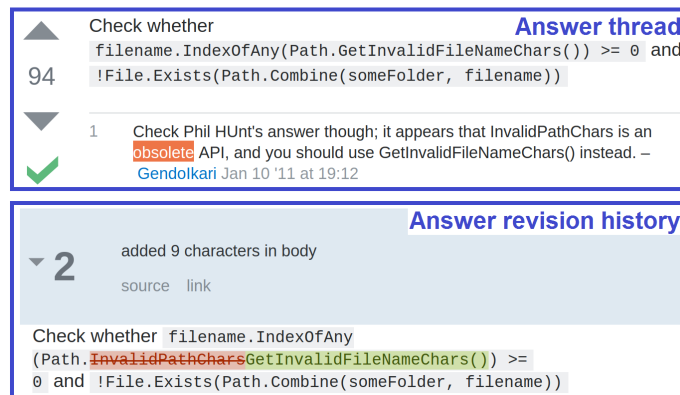 Check whether Answer thread
filename.IndexOfAny(Path.GetInvalidFileNameChars()) >= 0 and
94 !File.Exists(Path.Combine(someFolder, filename))
1 Check Phil HUnt's answer though; it appears that InvalidPathChars is an
obsolete API, and you should use GetInvalidFileNameChars() instead. –
GendoIkari Jan 10 '11 at 19:12
Answer revision history
2 added 9 characters in body
source link
Check whether filename.IndexOfAny
(Path.InvalidPathCharsGetInvalidFileNameChars()) >=
0 and !File.Exists(Path.Combine(someFolder, filename))